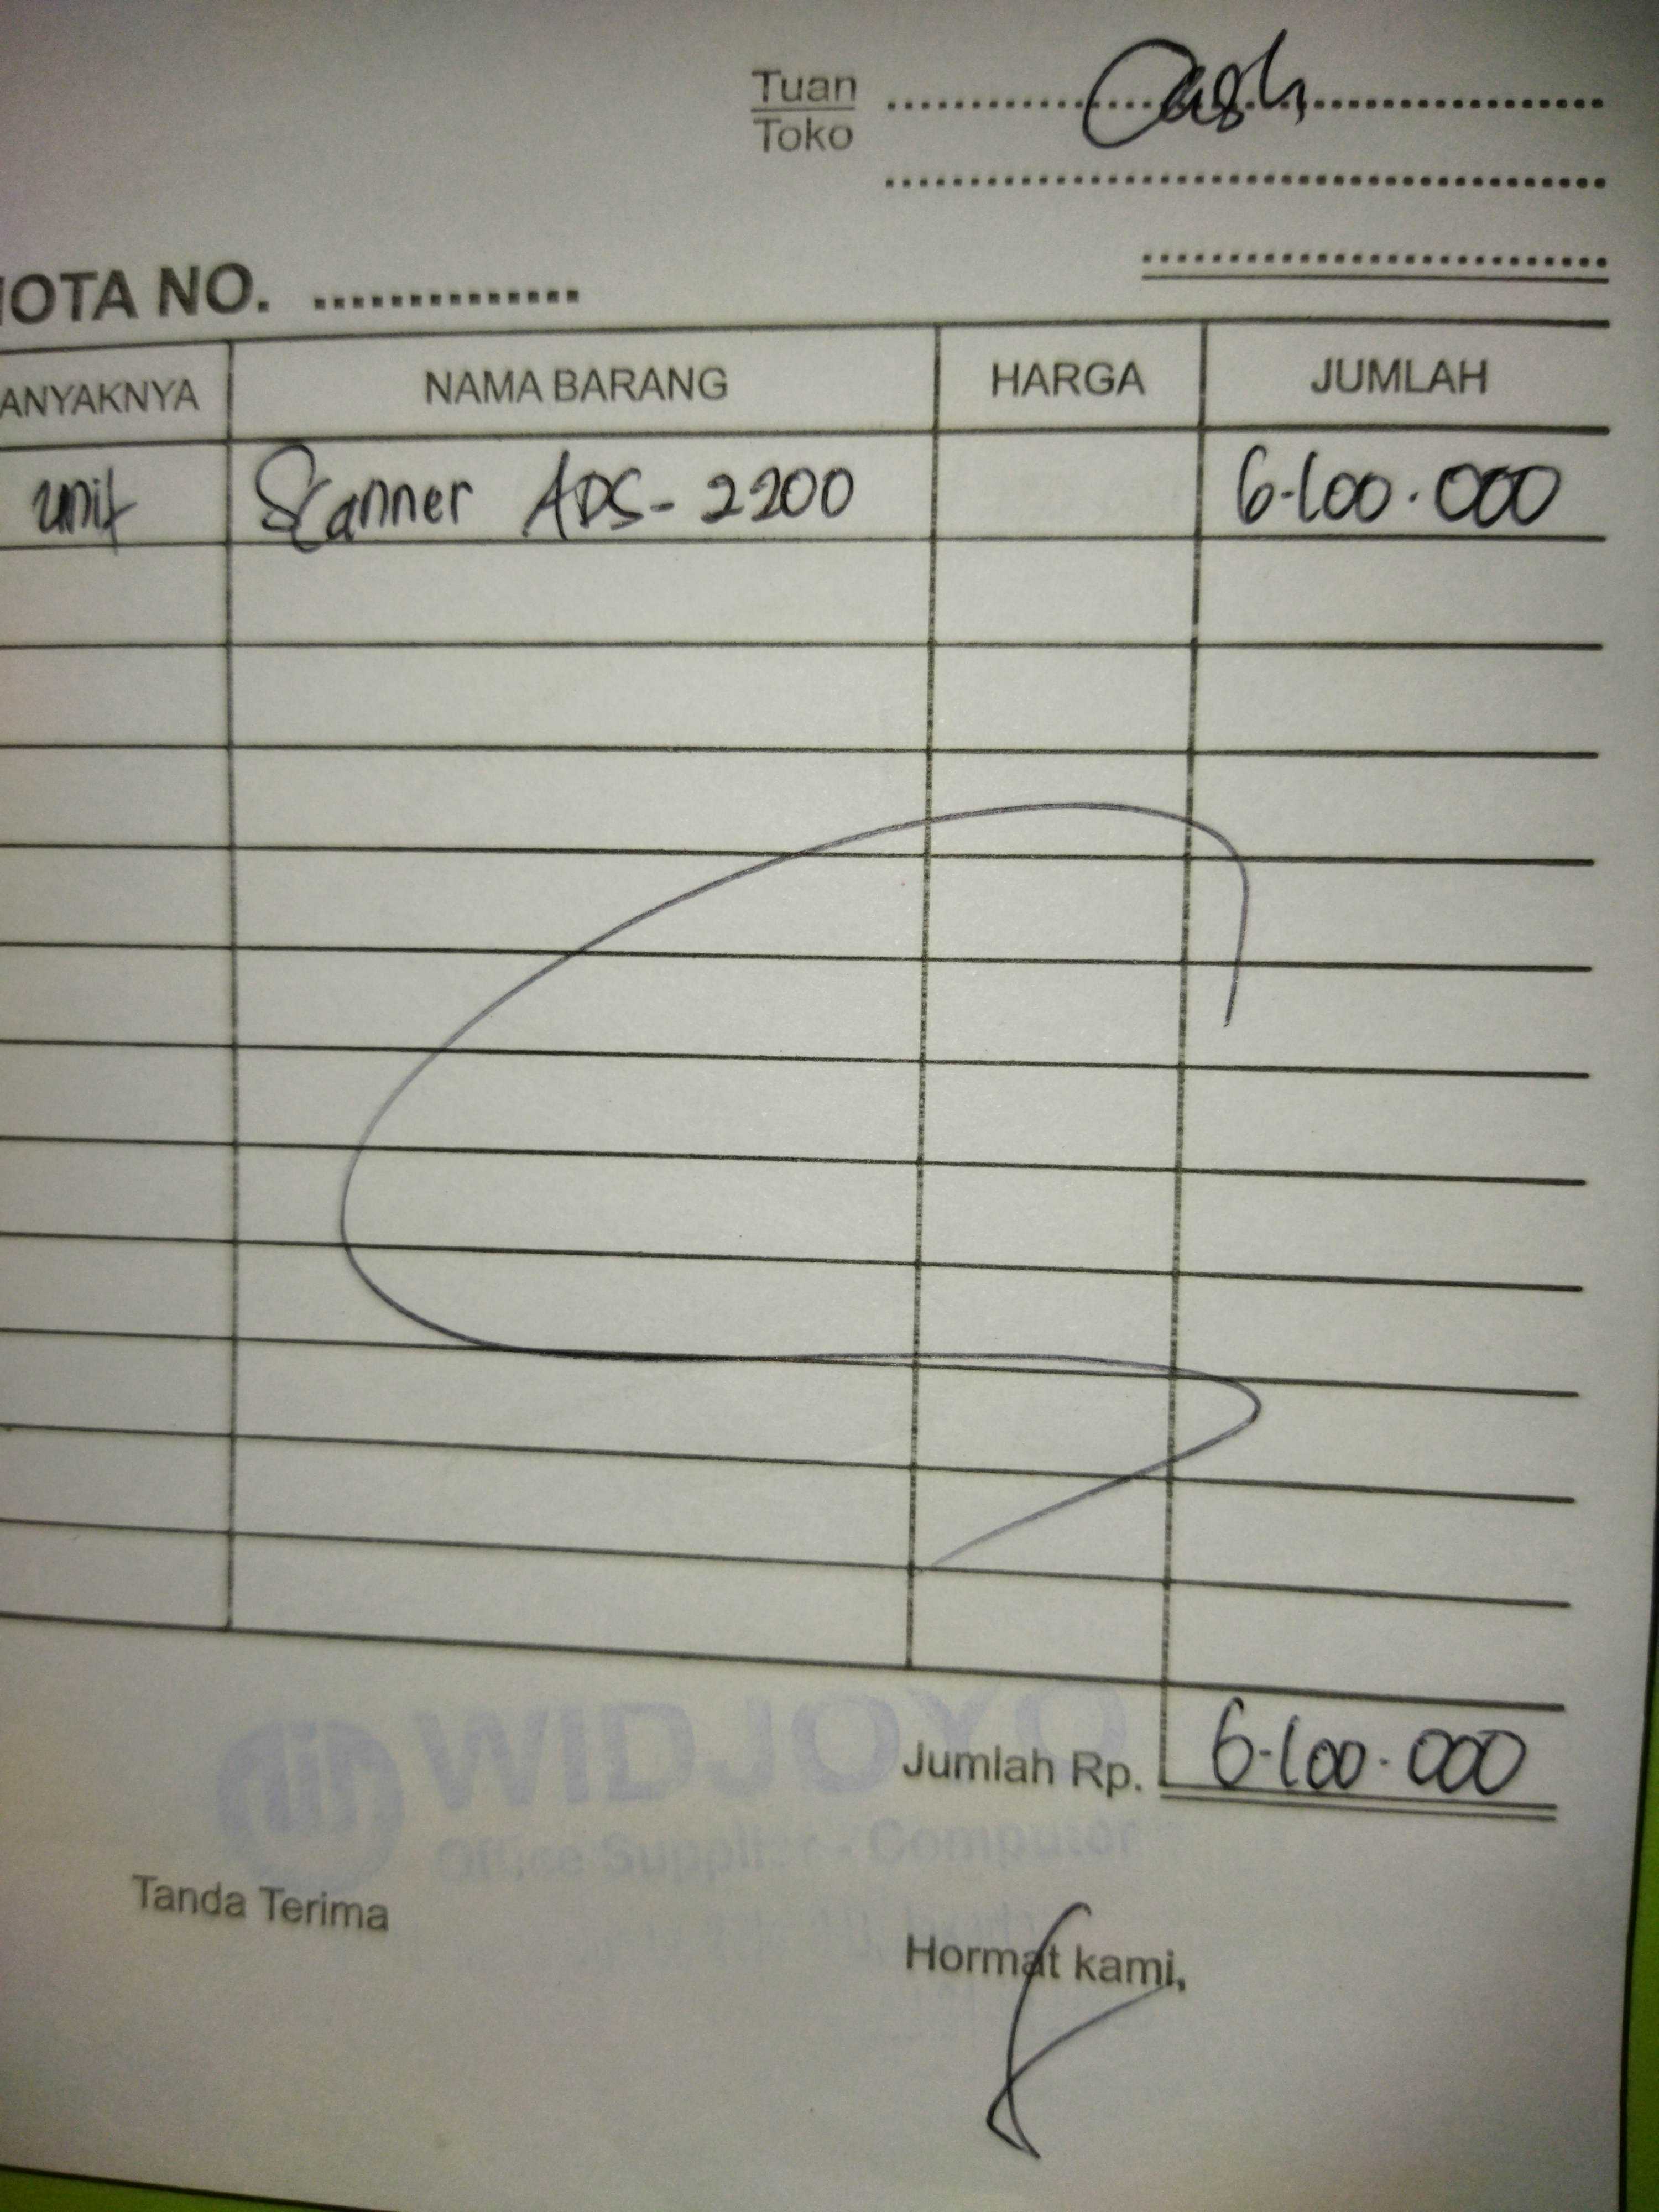 Tuan Cash
Toko
NOTA NO. ..............
ANYAKNYA NAMA BARANG HARGA JUMLAH
unit Scanner ADS-2200 6.100.000
WIDJOYO
Jumlah Rp. 6.100.000
Office Supplier - Computer
Tanda Terima
Hormat kami,